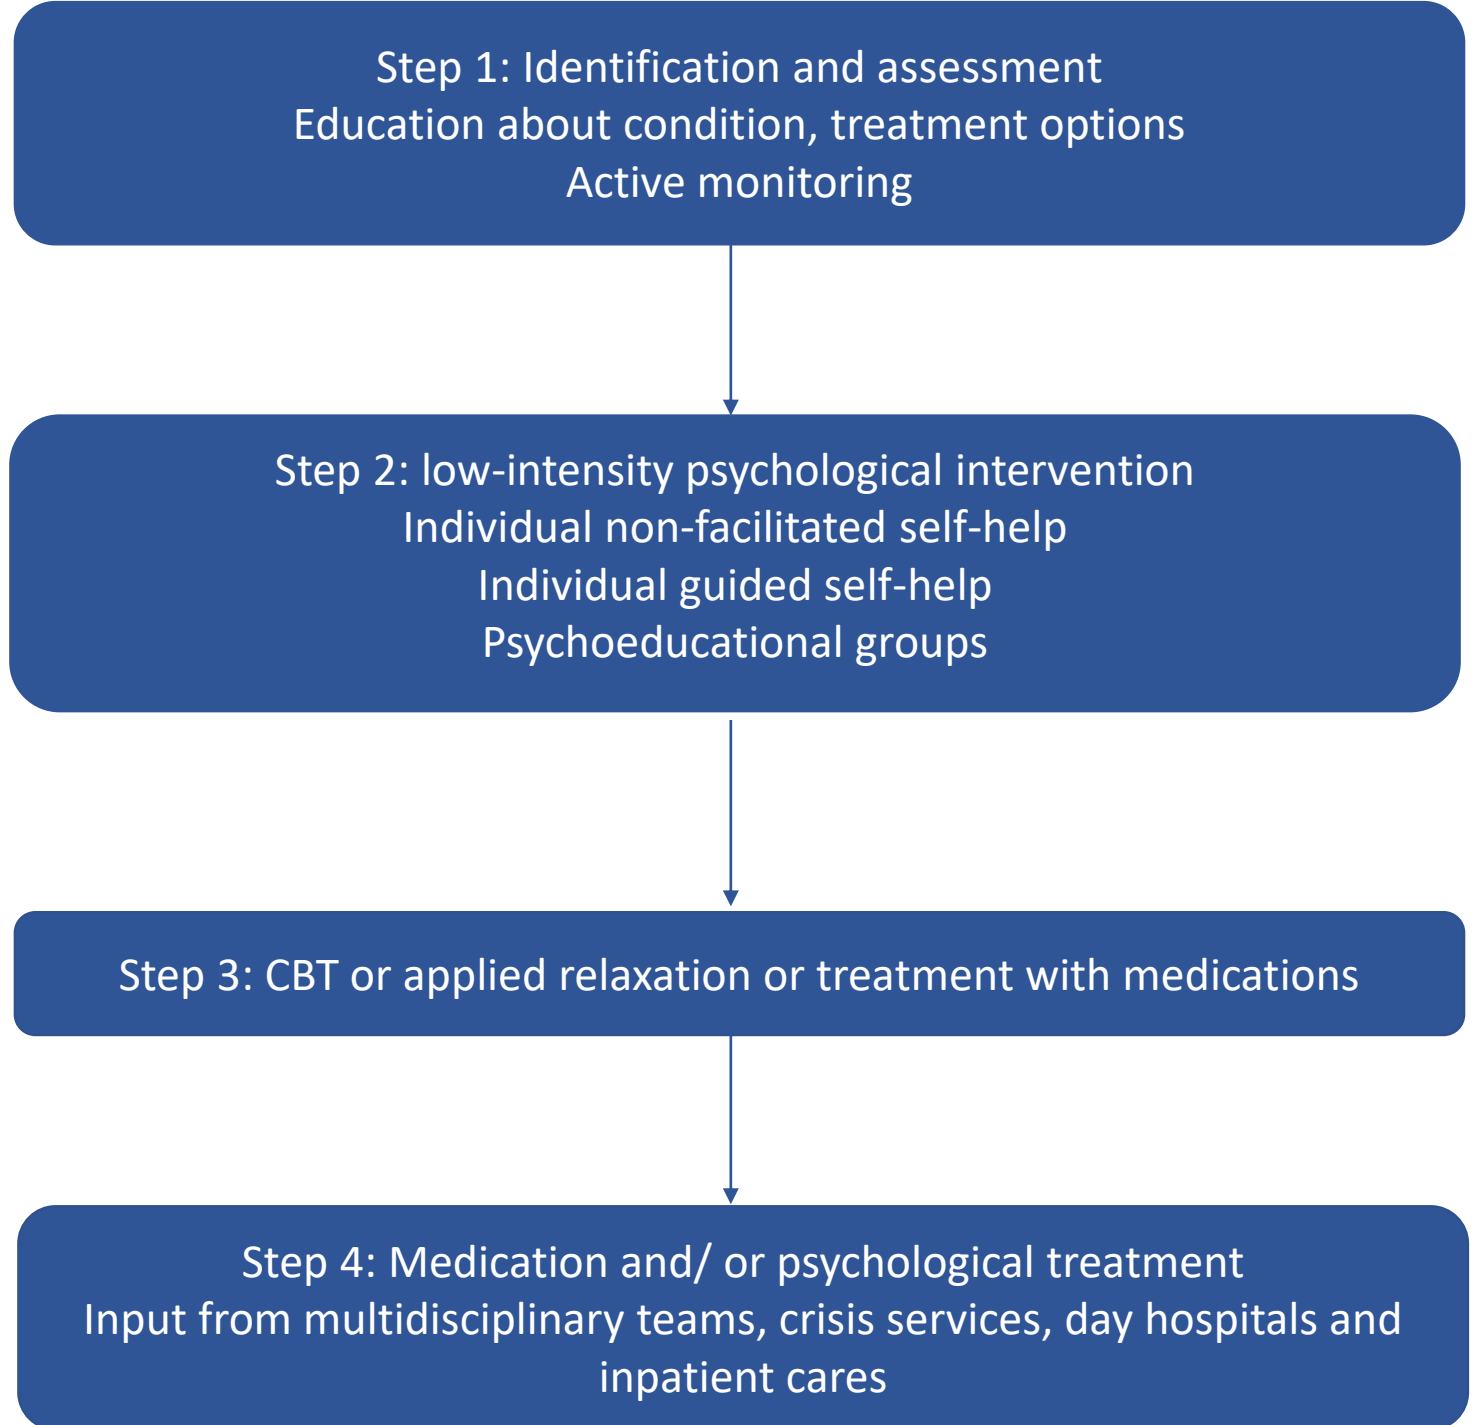 Step 1: Identification and assessment
Education about condition, treatment options
Active monitoring
Step 2: low-intensity psychological intervention
Individual non-facilitated self-help
Individual guided self-help
Psychoeducational groups
Step 3: CBT or applied relaxation or treatment with medications
Step 4: Medication and/ or psychological treatment
Input from multidisciplinary teams, crisis services, day hospitals and
inpatient cares